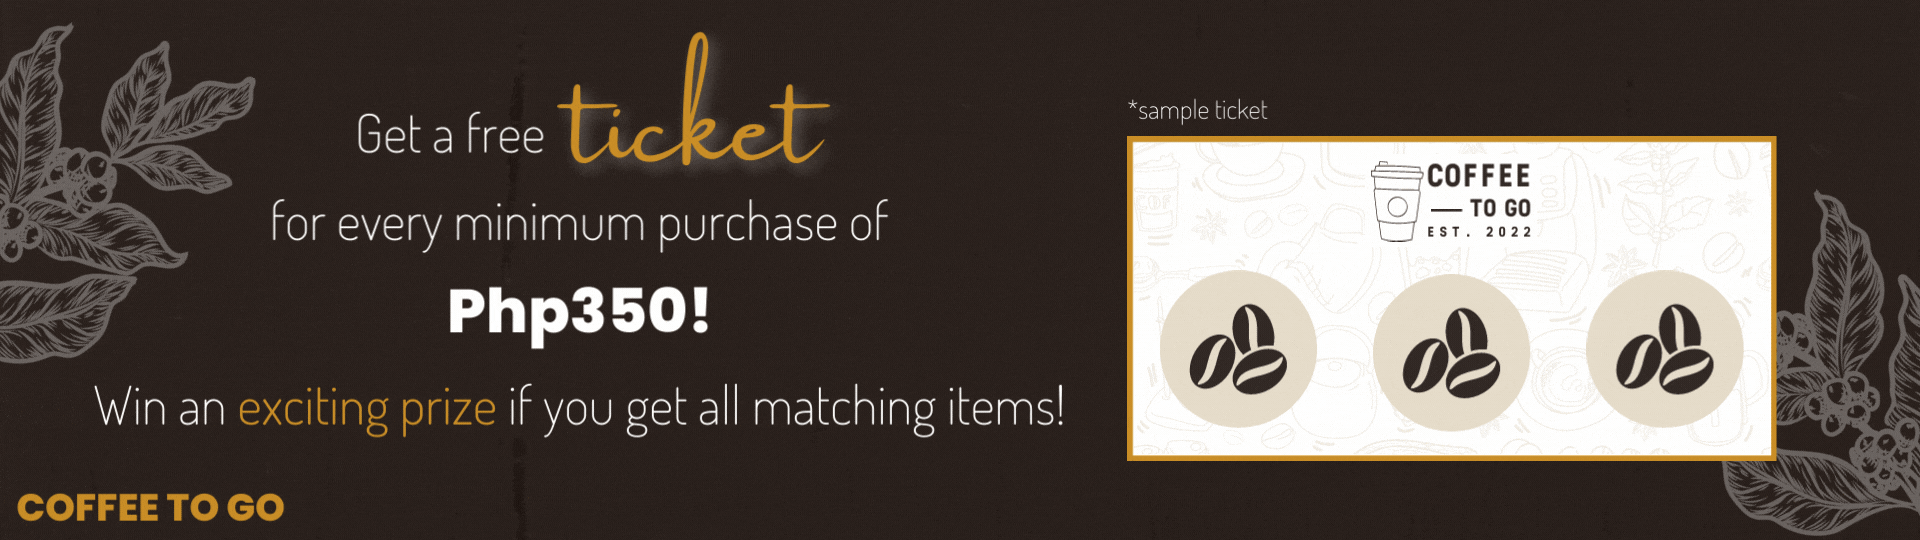 Get a free ticket
for every minimum purchase of
Php350!
Win an exciting prize if you get all matching items!
COFFEE TO GO
*sample ticket
COFFEE
TO GO
EST. 2022